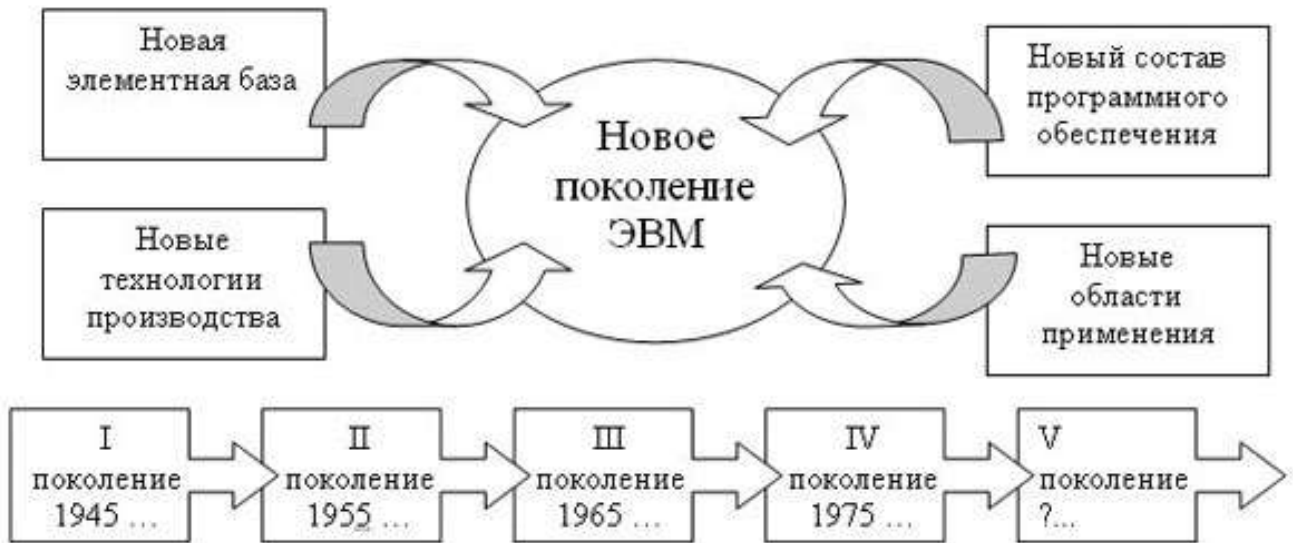 Новая
элементная база
Новые
технологии
производства
Новое
поколение
ЭВМ
Новый состав
программного
обеспечения
Новые
области
применения
I
поколение
1945 ...
II
поколение
1955 ...
III
поколение
1965 ...
IV
поколение
1975 ...
V
поколение
?...